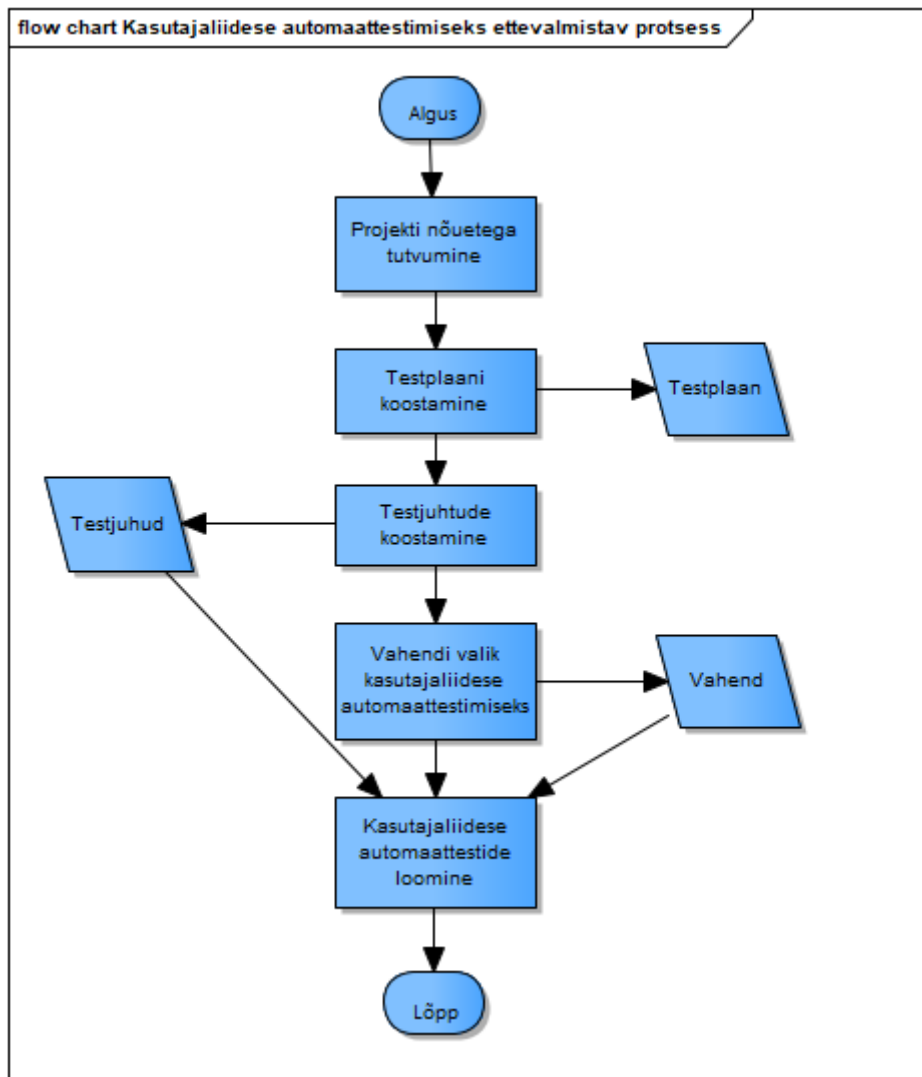 flow chart Kasutajaliidese automaattestimiseks ettevalmistav protsess
Algus
Projekti nõuetega
tutvumine
Testplaani
koostamine
Testplaan
Testjuhtude
koostamine
Testjuhud
Vahendi valik
kasutajaliidese
automaattestimiseks
Vahend
Kasutajaliidese
automaattestide
loomine
Lõpp